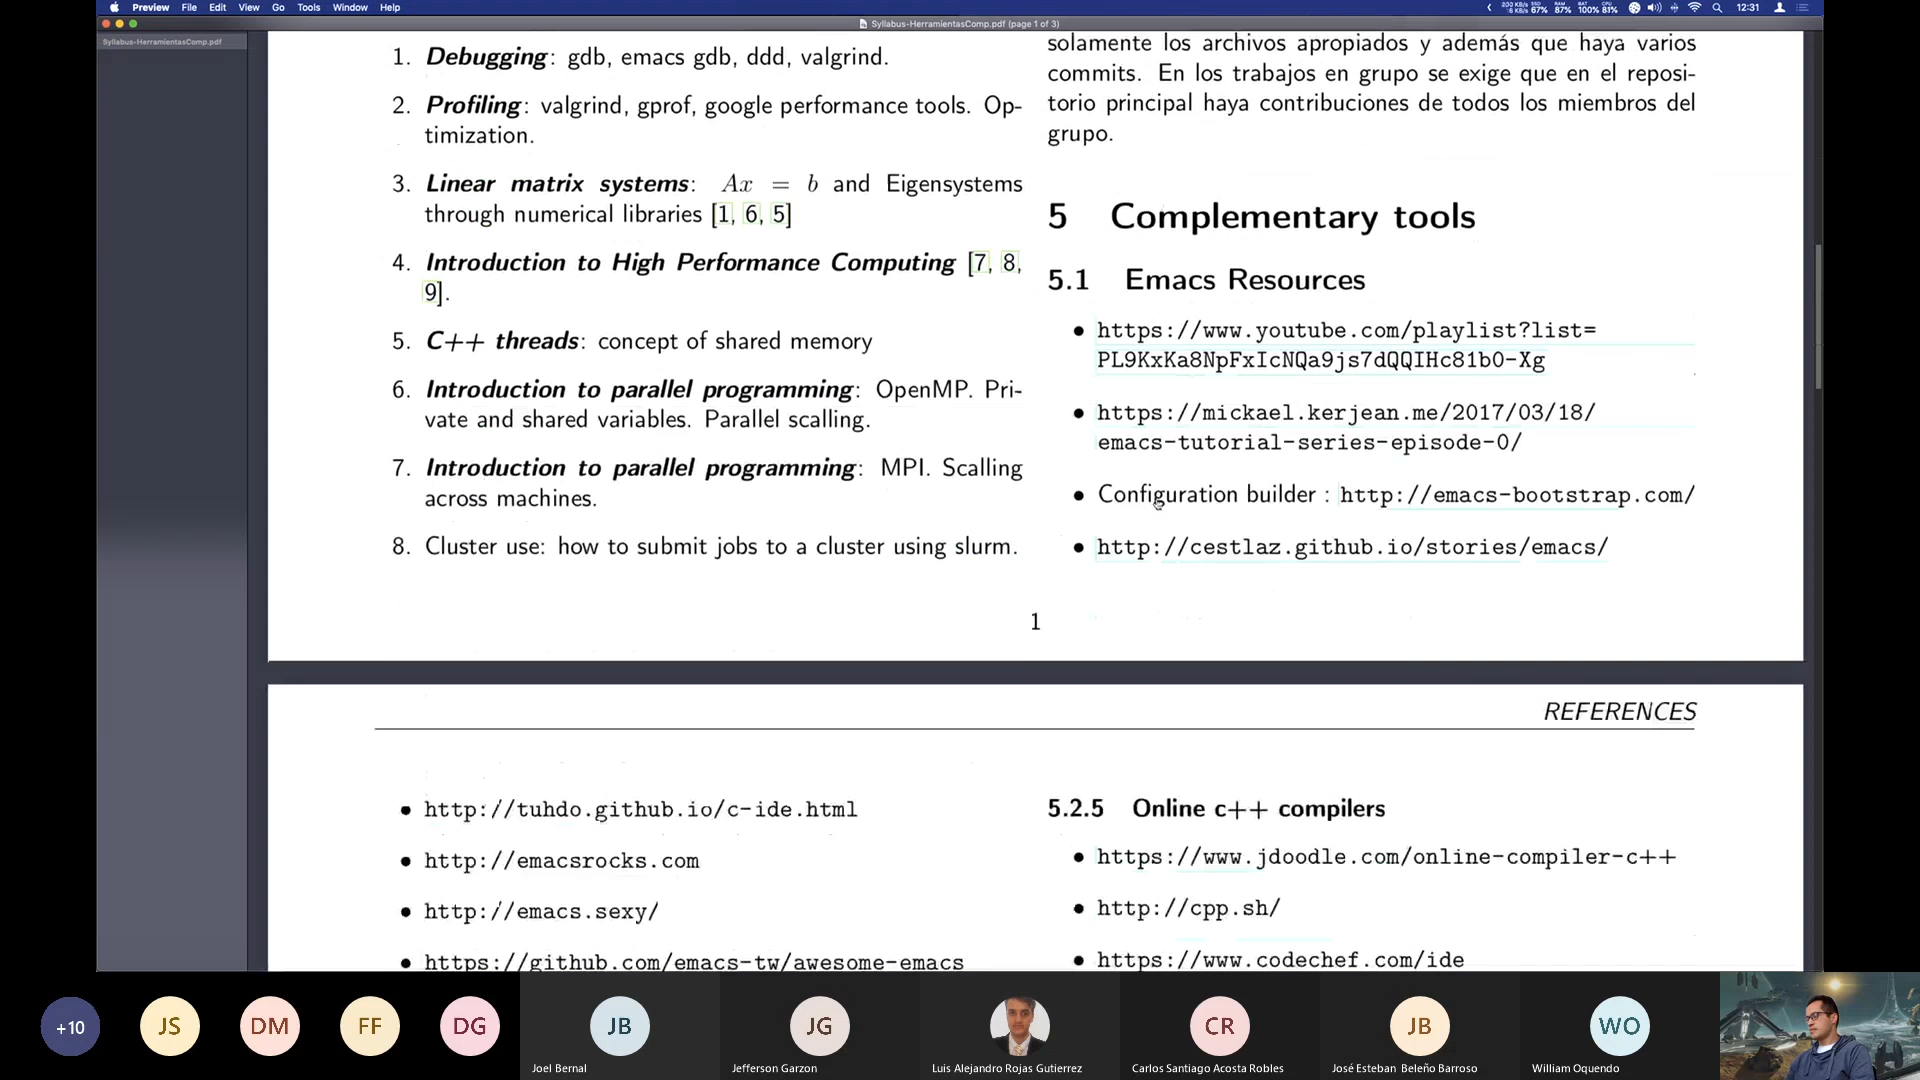 Preview File Edit View Go Tools Window Help
12:31
Syllabus-HerramientasComp.pdf (page 1 of 3)
Syllabus-HerramientasComp.pdf
1. Debugging: gdb, emacs gdb, ddd, valgrind.
2. Profiling: valgrind, gprof, google performance tools. Op-
timization.
3. Linear matrix systems: Ax = b and Eigensystems
through numerical libraries [1, 6, 5]
4. Introduction to High Performance Computing [7, 8,
9].
5. C++ threads: concept of shared memory
6. Introduction to parallel programming: OpenMP. Pri-
vate and shared variables. Parallel scalling.
7. Introduction to parallel programming: MPI. Scalling
across machines.
8. Cluster use: how to submit jobs to a cluster using slurm.
solamente los archivos apropiados y además que haya varios
commits. En los trabajos en grupo se exige que en el reposi-
torio principal haya contribuciones de todos los miembros del
grupo.
5 Complementary tools
5.1 Emacs Resources
• https://www.youtube.com/playlist?list=
PL9KxKa8NpFxIcNQa9js7dQQIHc81b0-Xg
• https://mickael.kerjean.me/2017/03/18/
emacs-tutorial-series-episode-0/
• Configuration builder : http://emacs-bootstrap.com/
• http://cestlaz.github.io/stories/emacs/
1
REFERENCES
• http://tuhdo.github.io/c-ide.html
• http://emacsrocks.com
• http://emacs.sexy/
• https://github.com/emacs-tw/awesome-emacs
5.2.5 Online c++ compilers
• https://www.jdoodle.com/online-compiler-c++
• http://cpp.sh/
• https://www.codechef.com/ide
+10 JS DM FF DG JB JG CR JB WO
Joel Bernal Jefferson Garzon Luis Alejandro Rojas Gutierrez Carlos Santiago Acosta Robles José Esteban Beleño Barroso William Oquendo